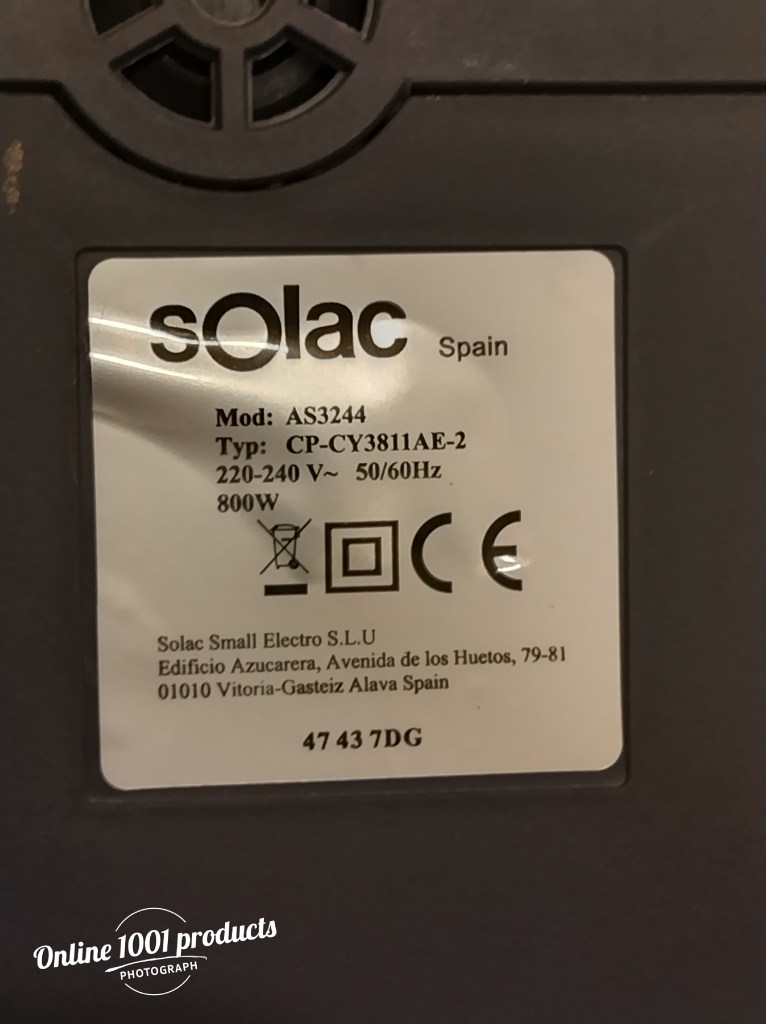 solac Spain
Mod: AS3244
Typ: CP-CY3811AE-2
220-240 V~ 50/60Hz
800W
CE
Solac Small Electro S.L.U
Edificio Azucarera, Avenida de los Huetos, 79-81
01010 Vitoria-Gasteiz Alava Spain
47 43 7DG
Online 1001 products
PHOTOGRAPH